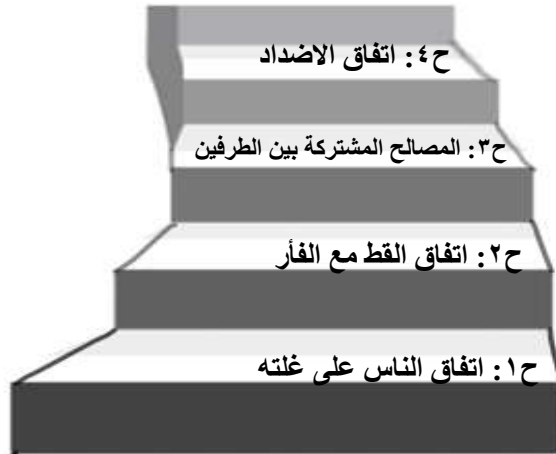 ح٤: اتفاق الاضداد
ح٣: المصالح المشتركة بين الطرفين
ح٢: اتفاق القط مع الفأر
ح١: اتفاق الناس على غلته